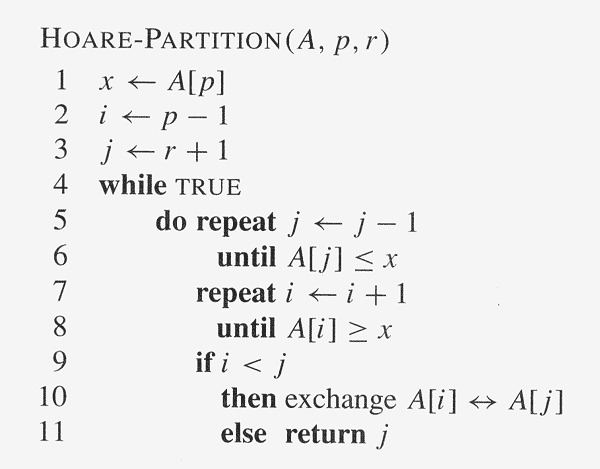 HOARE-PARTITION(A, p, r)
1 x ← A[p]
2 i ← p − 1
3 j ← r + 1
4 while TRUE
5 do repeat j ← j − 1
6 until A[j] ≤ x
7 repeat i ← i + 1
8 until A[i] ≥ x
9 if i < j
10 then exchange A[i] ↔ A[j]
11 else return j